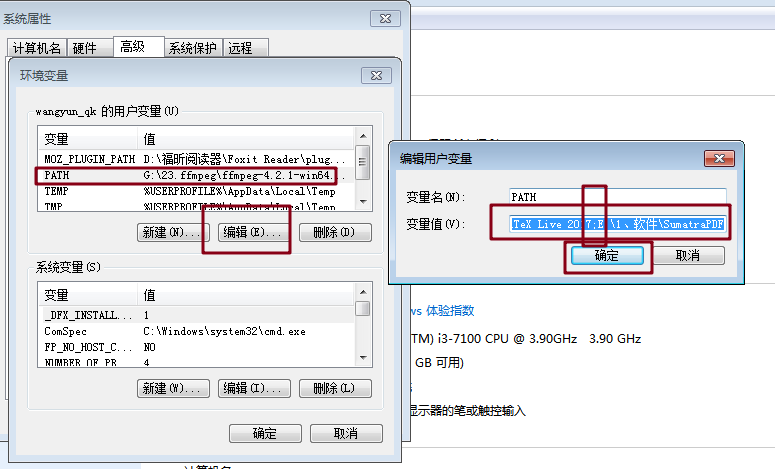 系统属性
计算机名 硬件 高级 系统保护 远程
环境变量
wangyun_qk 的用户变量(U)
变量 值
MOZ_PLUGIN_PATH D:\福昕阅读器\Foxit Reader\plug...
PATH G:\23.ffmpeg\ffmpeg-4.2.1-win64...
TEMP %USERPROFILE%\AppData\Local\Temp
TMP %USERPROFILE%\AppData\Local\Temp
新建(N)... 编辑(E)... 删除(D)
系统变量(S)
变量 值
_DFX_INSTALL... 1
ComSpec C:\Windows\system32\cmd.exe
FP_NO_HOST_C... NO
NUMBER_OF_PR... 4
新建(W)... 编辑(I)... 删除(L)
确定 取消
编辑用户变量
变量名(N): PATH
变量值(V): TeX Live 2017;E:\1、软件\SumatraPDF
确定 取消
ws 体验指数
(TM) i3-7100 CPU @ 3.90GHz 3.90 GHz
GB 可用)
显示器的笔或触控输入
计算机名